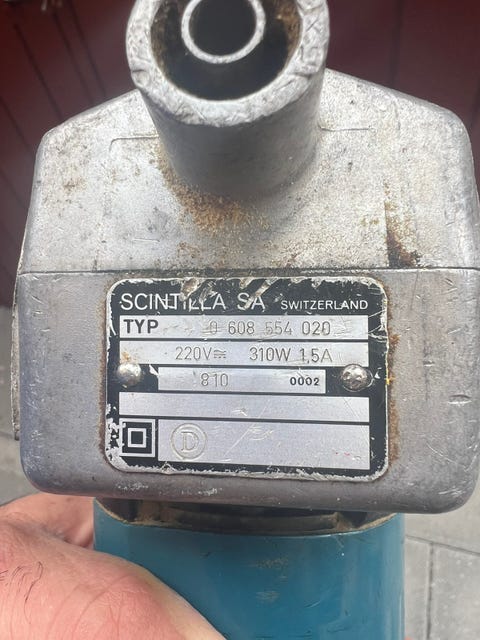 SCINTILLA SA SWITZERLAND
TYP 0 608 554 020
220V≂ 310W 1,5A
810 0002
D